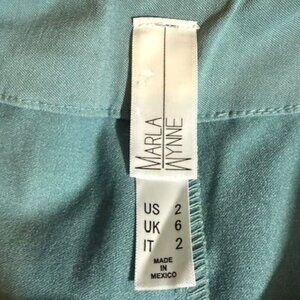 MARLA
WYNNE
US 2
UK 6
IT 2
MADE IN
MEXICO